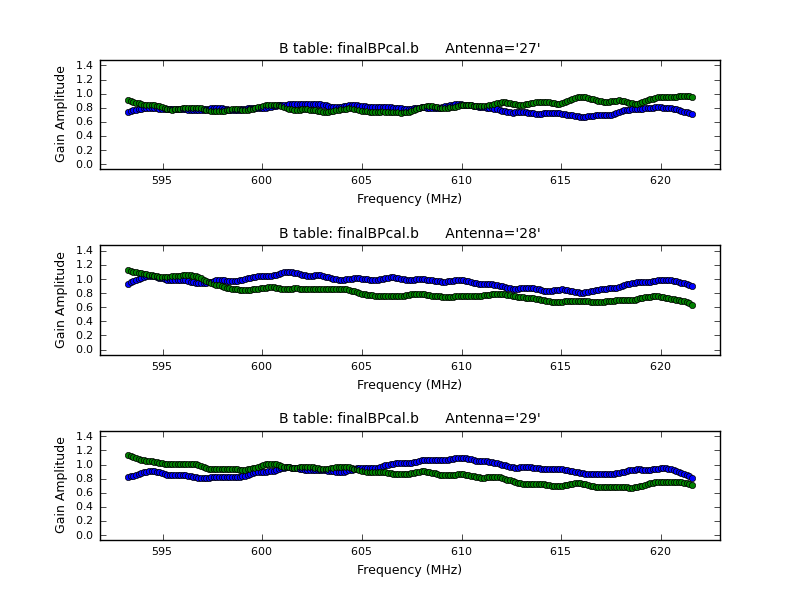 B table: finalBPcal.b Antenna='27'
Gain Amplitude
1.4
1.2
1.0
0.8
0.6
0.4
0.2
0.0
595 600 605 610 615 620
Frequency (MHz)
B table: finalBPcal.b Antenna='28'
Gain Amplitude
1.4
1.2
1.0
0.8
0.6
0.4
0.2
0.0
595 600 605 610 615 620
Frequency (MHz)
B table: finalBPcal.b Antenna='29'
Gain Amplitude
1.4
1.2
1.0
0.8
0.6
0.4
0.2
0.0
595 600 605 610 615 620
Frequency (MHz)